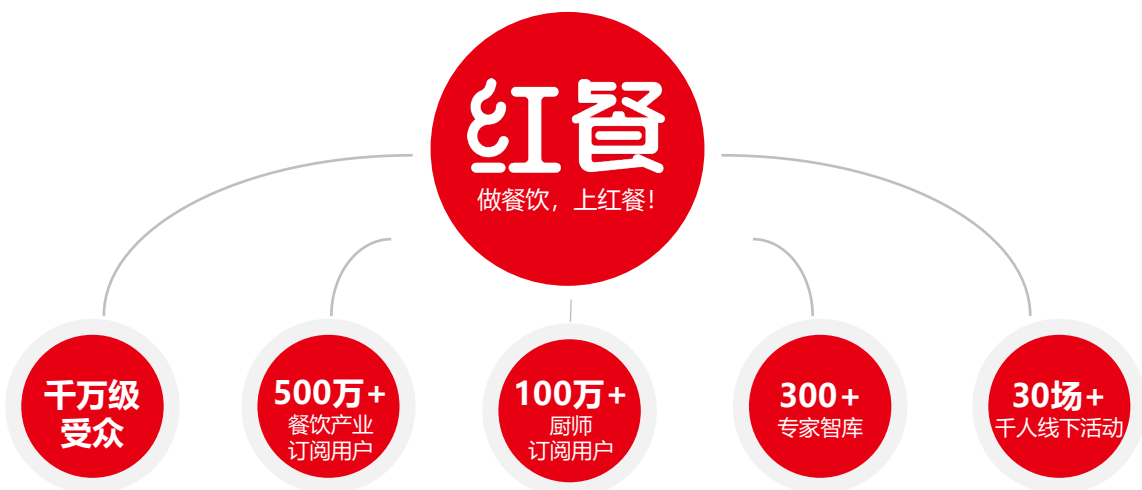 红餐
做餐饮，上红餐！
千万级
受众
500万+
餐饮产业
订阅用户
100万+
厨师
订阅用户
300+
专家智库
30场+
千人线下活动